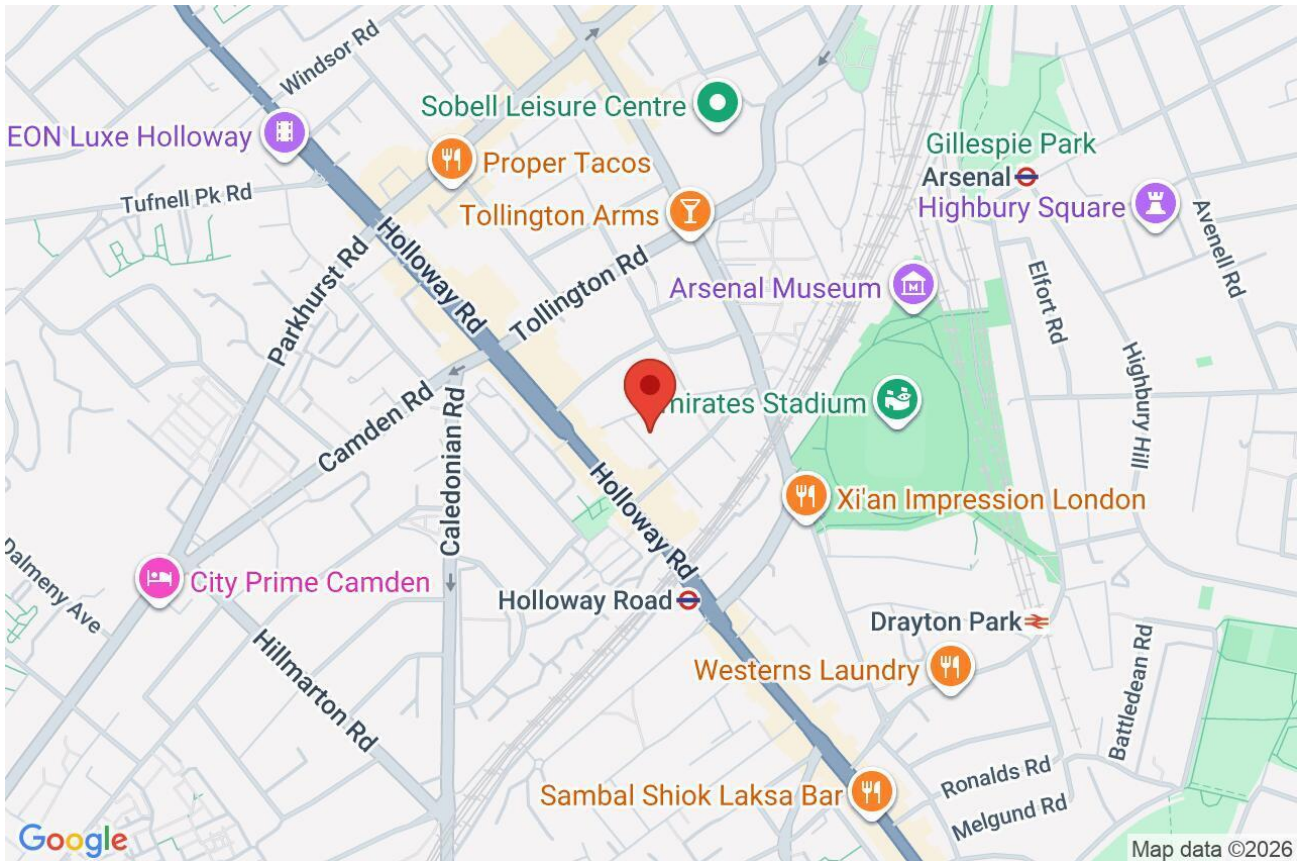 Windsor Rd
Sobell Leisure Centre
EON Luxe Holloway
Proper Tacos
Gillespie Park
Arsenal
Highbury Square
Tufnell Pk Rd
Tollington Arms
Avenell Rd
Parkhurst Rd
Holloway Rd
Tollington Rd
Arsenal Museum
Elfort Rd
Highbury Hill
Camden Rd
Caledonian Rd
mirates Stadium
Holloway Rd
Xi'an Impression London
Dalmeny Ave
City Prime Camden
Holloway Road
Drayton Park
Hillmarton Rd
Westerns Laundry
Battledean Rd
Sambal Shiok Laksa Bar
Ronalds Rd
Melgund Rd
Google
Map data ©2026